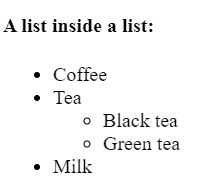 A list inside a list:
• Coffee
• Tea
◦ Black tea
◦ Green tea
• Milk